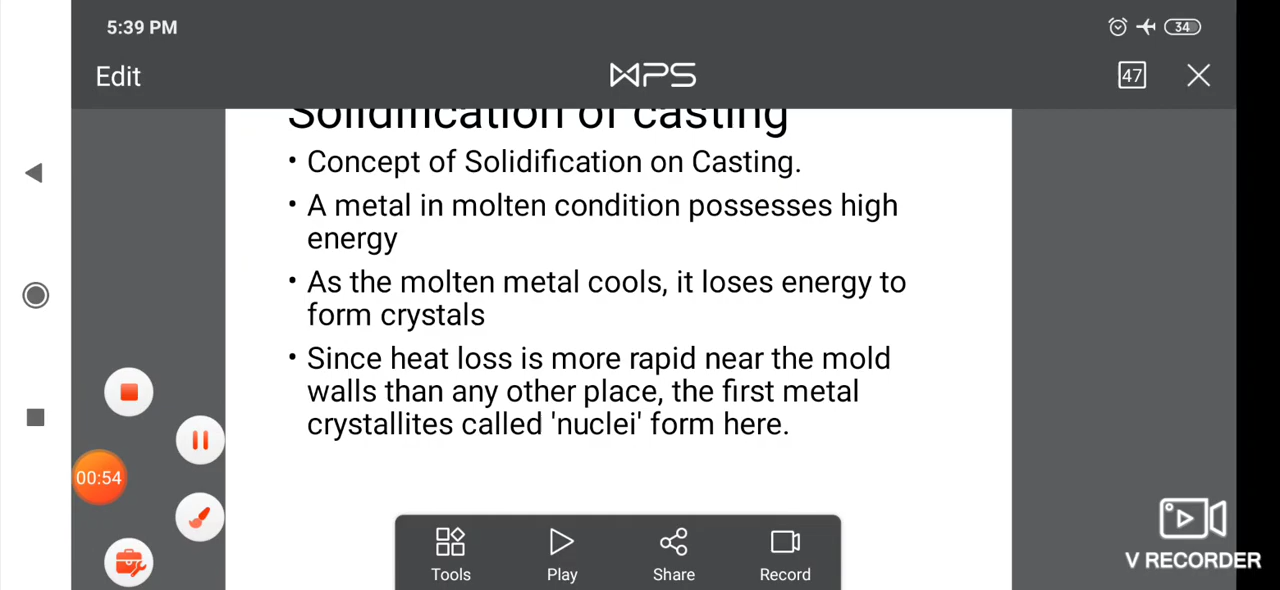 5:39 PM
34
Edit
WPS
47
Solidification of casting
• Concept of Solidification on Casting.
• A metal in molten condition possesses high
energy
• As the molten metal cools, it loses energy to
form crystals
• Since heat loss is more rapid near the mold
walls than any other place, the first metal
crystallites called 'nuclei' form here.
00:54
Tools
Play
Share
Record
V RECORDER